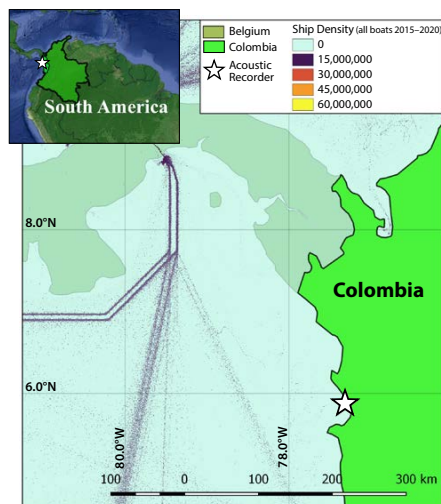 South America
Belgium
Colombia
Acoustic
Recorder
Ship Density (all boats 2015–2020)
0
15,000,000
30,000,000
45,000,000
60,000,000
8.0°N
Colombia
6.0°N
80.0°W
78.0°W
100 0 100 200 300 km